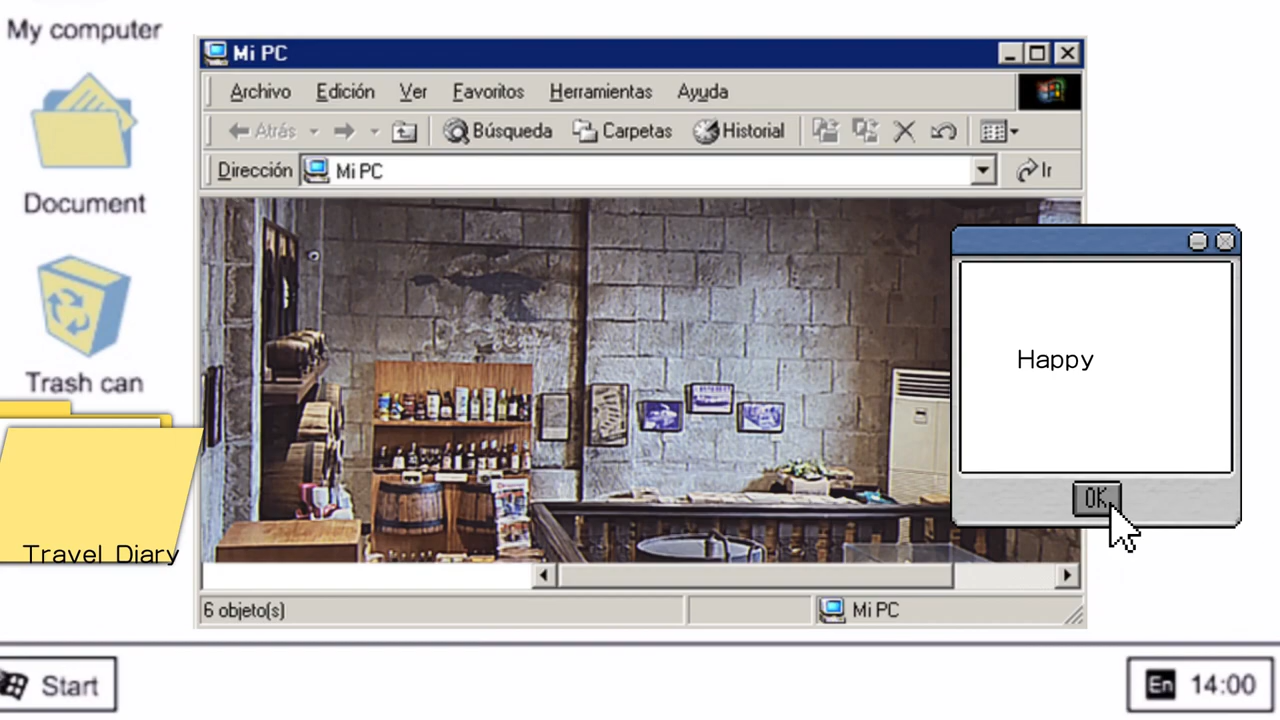 My computer
Document
Trash can
Travel Diary
Mi PC
Archivo Edición Ver Favoritos Herramientas Ayuda
Atrás Búsqueda Carpetas Historial
Dirección Mi PC Ir
Happy
OK
6 objeto(s) Mi PC
Start
En 14:00